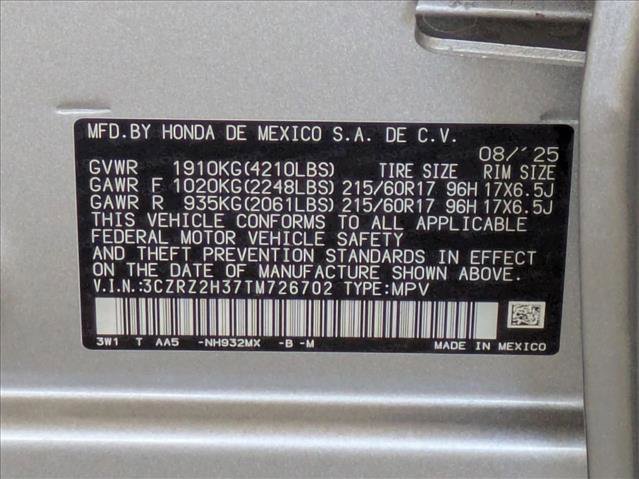 MFD.BY HONDA DE MEXICO S.A. DE C.V.
08/ '25
GVWR 1910KG(4210LBS) TIRE SIZE RIM SIZE
GAWR F 1020KG(2248LBS) 215/60R17 96H 17X6.5J
GAWR R 935KG(2061LBS) 215/60R17 96H 17X6.5J
THIS VEHICLE CONFORMS TO ALL APPLICABLE
FEDERAL MOTOR VEHICLE SAFETY
AND THEFT PREVENTION STANDARDS IN EFFECT
ON THE DATE OF MANUFACTURE SHOWN ABOVE.
V.I.N.:3CZRZ2H37TM726702 TYPE:MPV
3W1 T AA5 -NH932MX -B -M MADE IN MEXICO